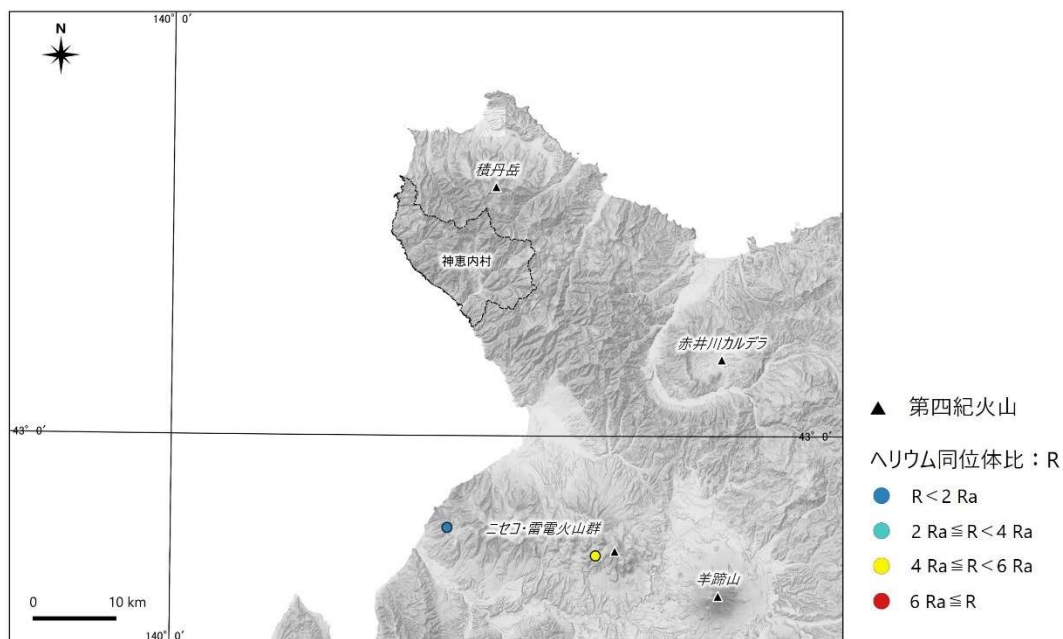 140° 0'
N
積丹岳
神恵内村
赤井川カルデラ
▲ 第四紀火山
43° 0'
43° 0'
ヘリウム同位体比：R
R＜2 Ra
ニセコ・雷電火山群
2 Ra≦R＜4 Ra
4 Ra≦R＜6 Ra
羊蹄山
6 Ra≦R
0 10 km
140° 0'